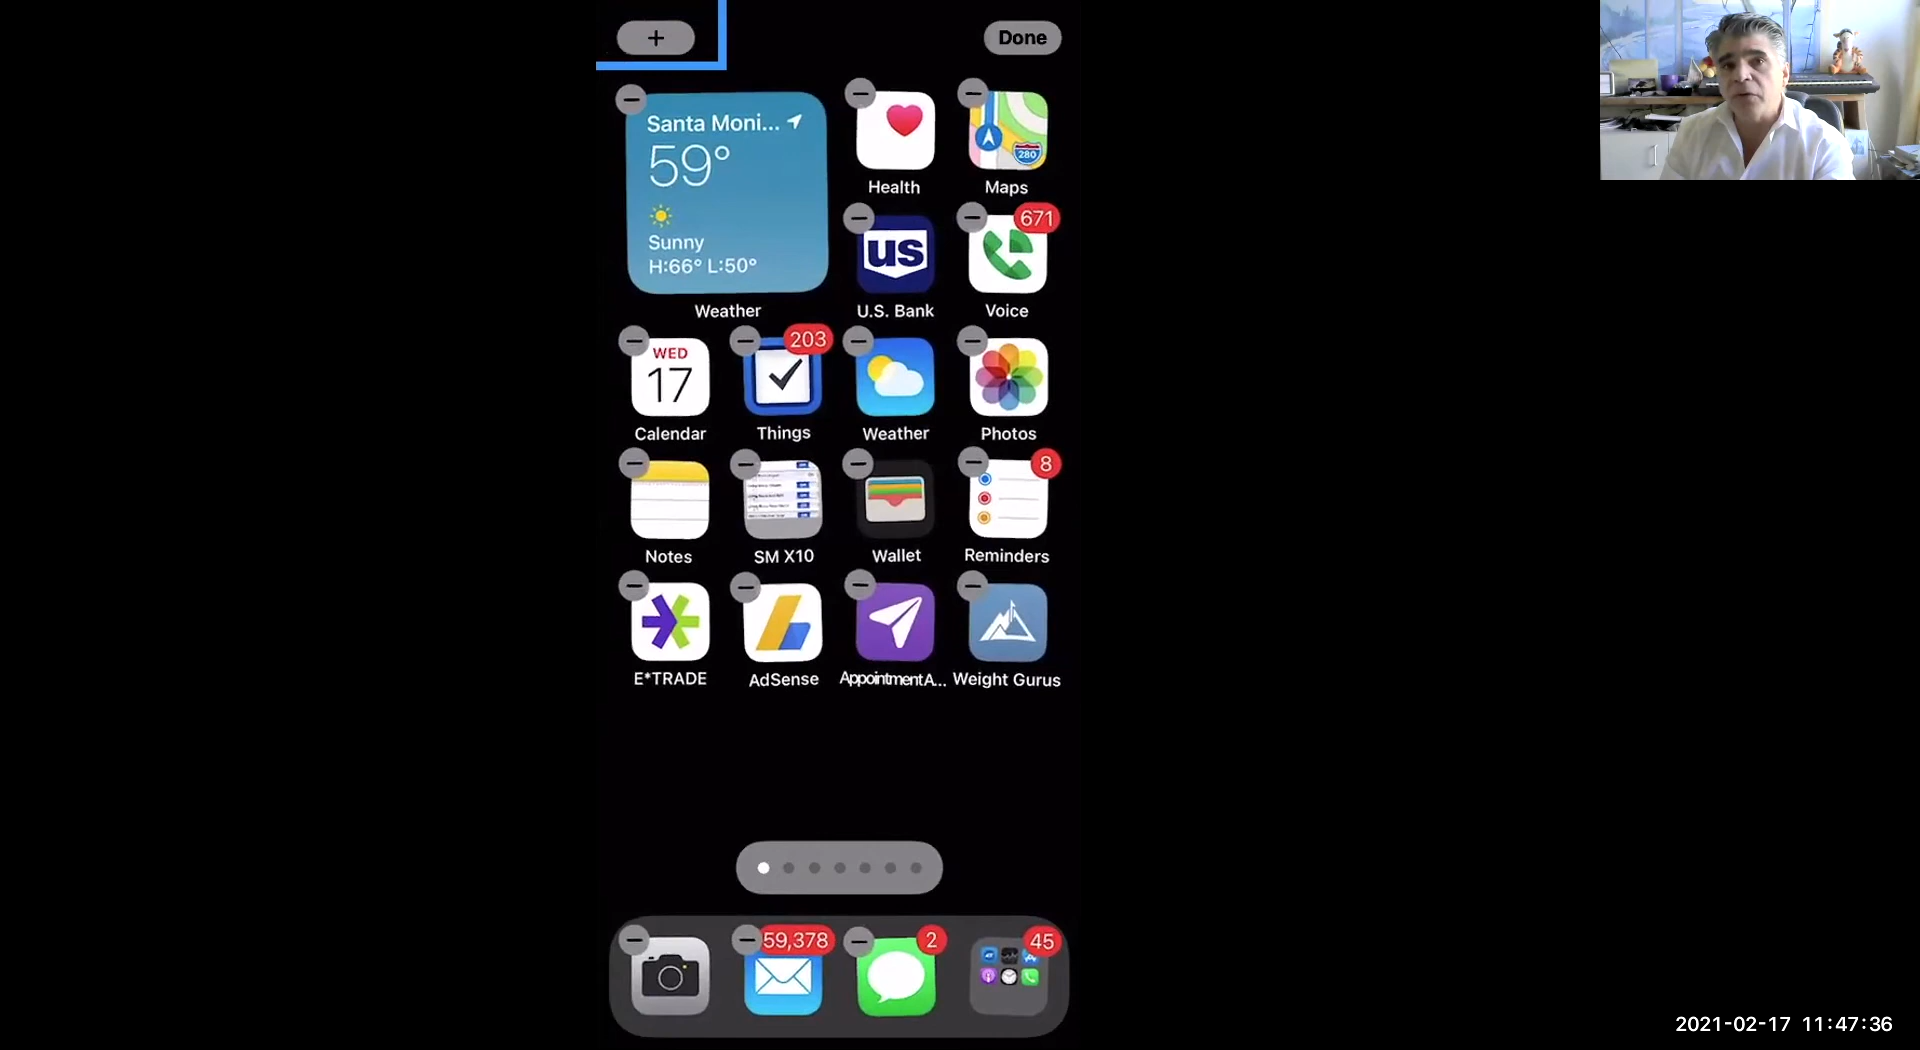 +
Done
Santa Moni...
59°
Sunny
H:66° L:50°
Weather
Health
Maps
280
us
U.S. Bank
671
Voice
WED
17
Calendar
203
Things
Weather
Photos
Notes
SM X10
Wallet
8
Reminders
E*TRADE
AdSense
AppointmentA...
Weight Gurus
59,378
2
45
2021-02-17 11:47:36